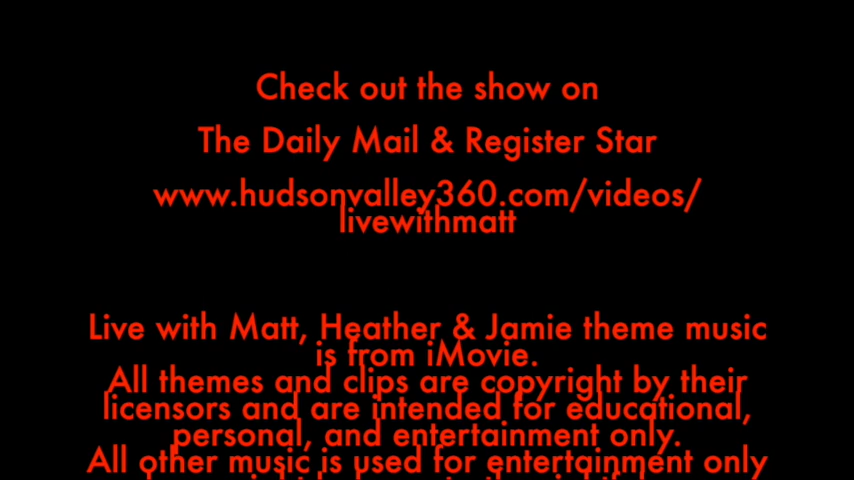 Check out the show on
The Daily Mail & Register Star
www.hudsonvalley360.com/videos/
livewithmatt
Live with Matt, Heather & Jamie theme music
is from iMovie.
All themes and clips are copyright by their
licensors and are intended for educational,
personal, and entertainment only.
All other music is used for entertainment only